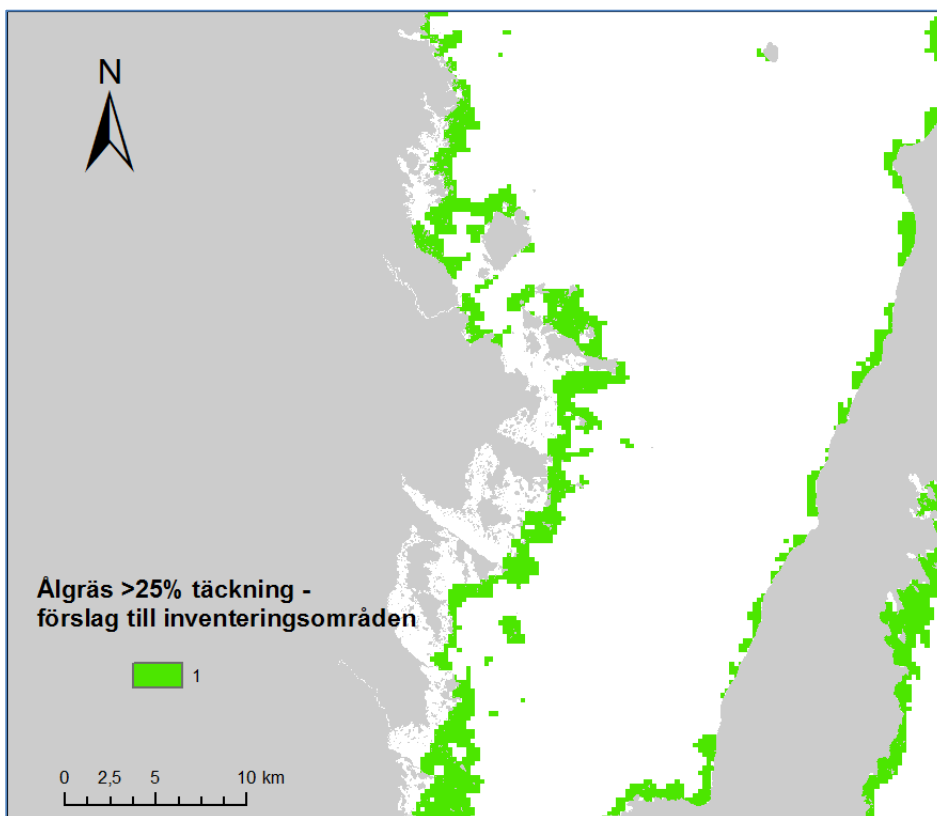 N
Ålgräs >25% täckning -
förslag till inventeringsområden
1
0 2,5 5 10 km